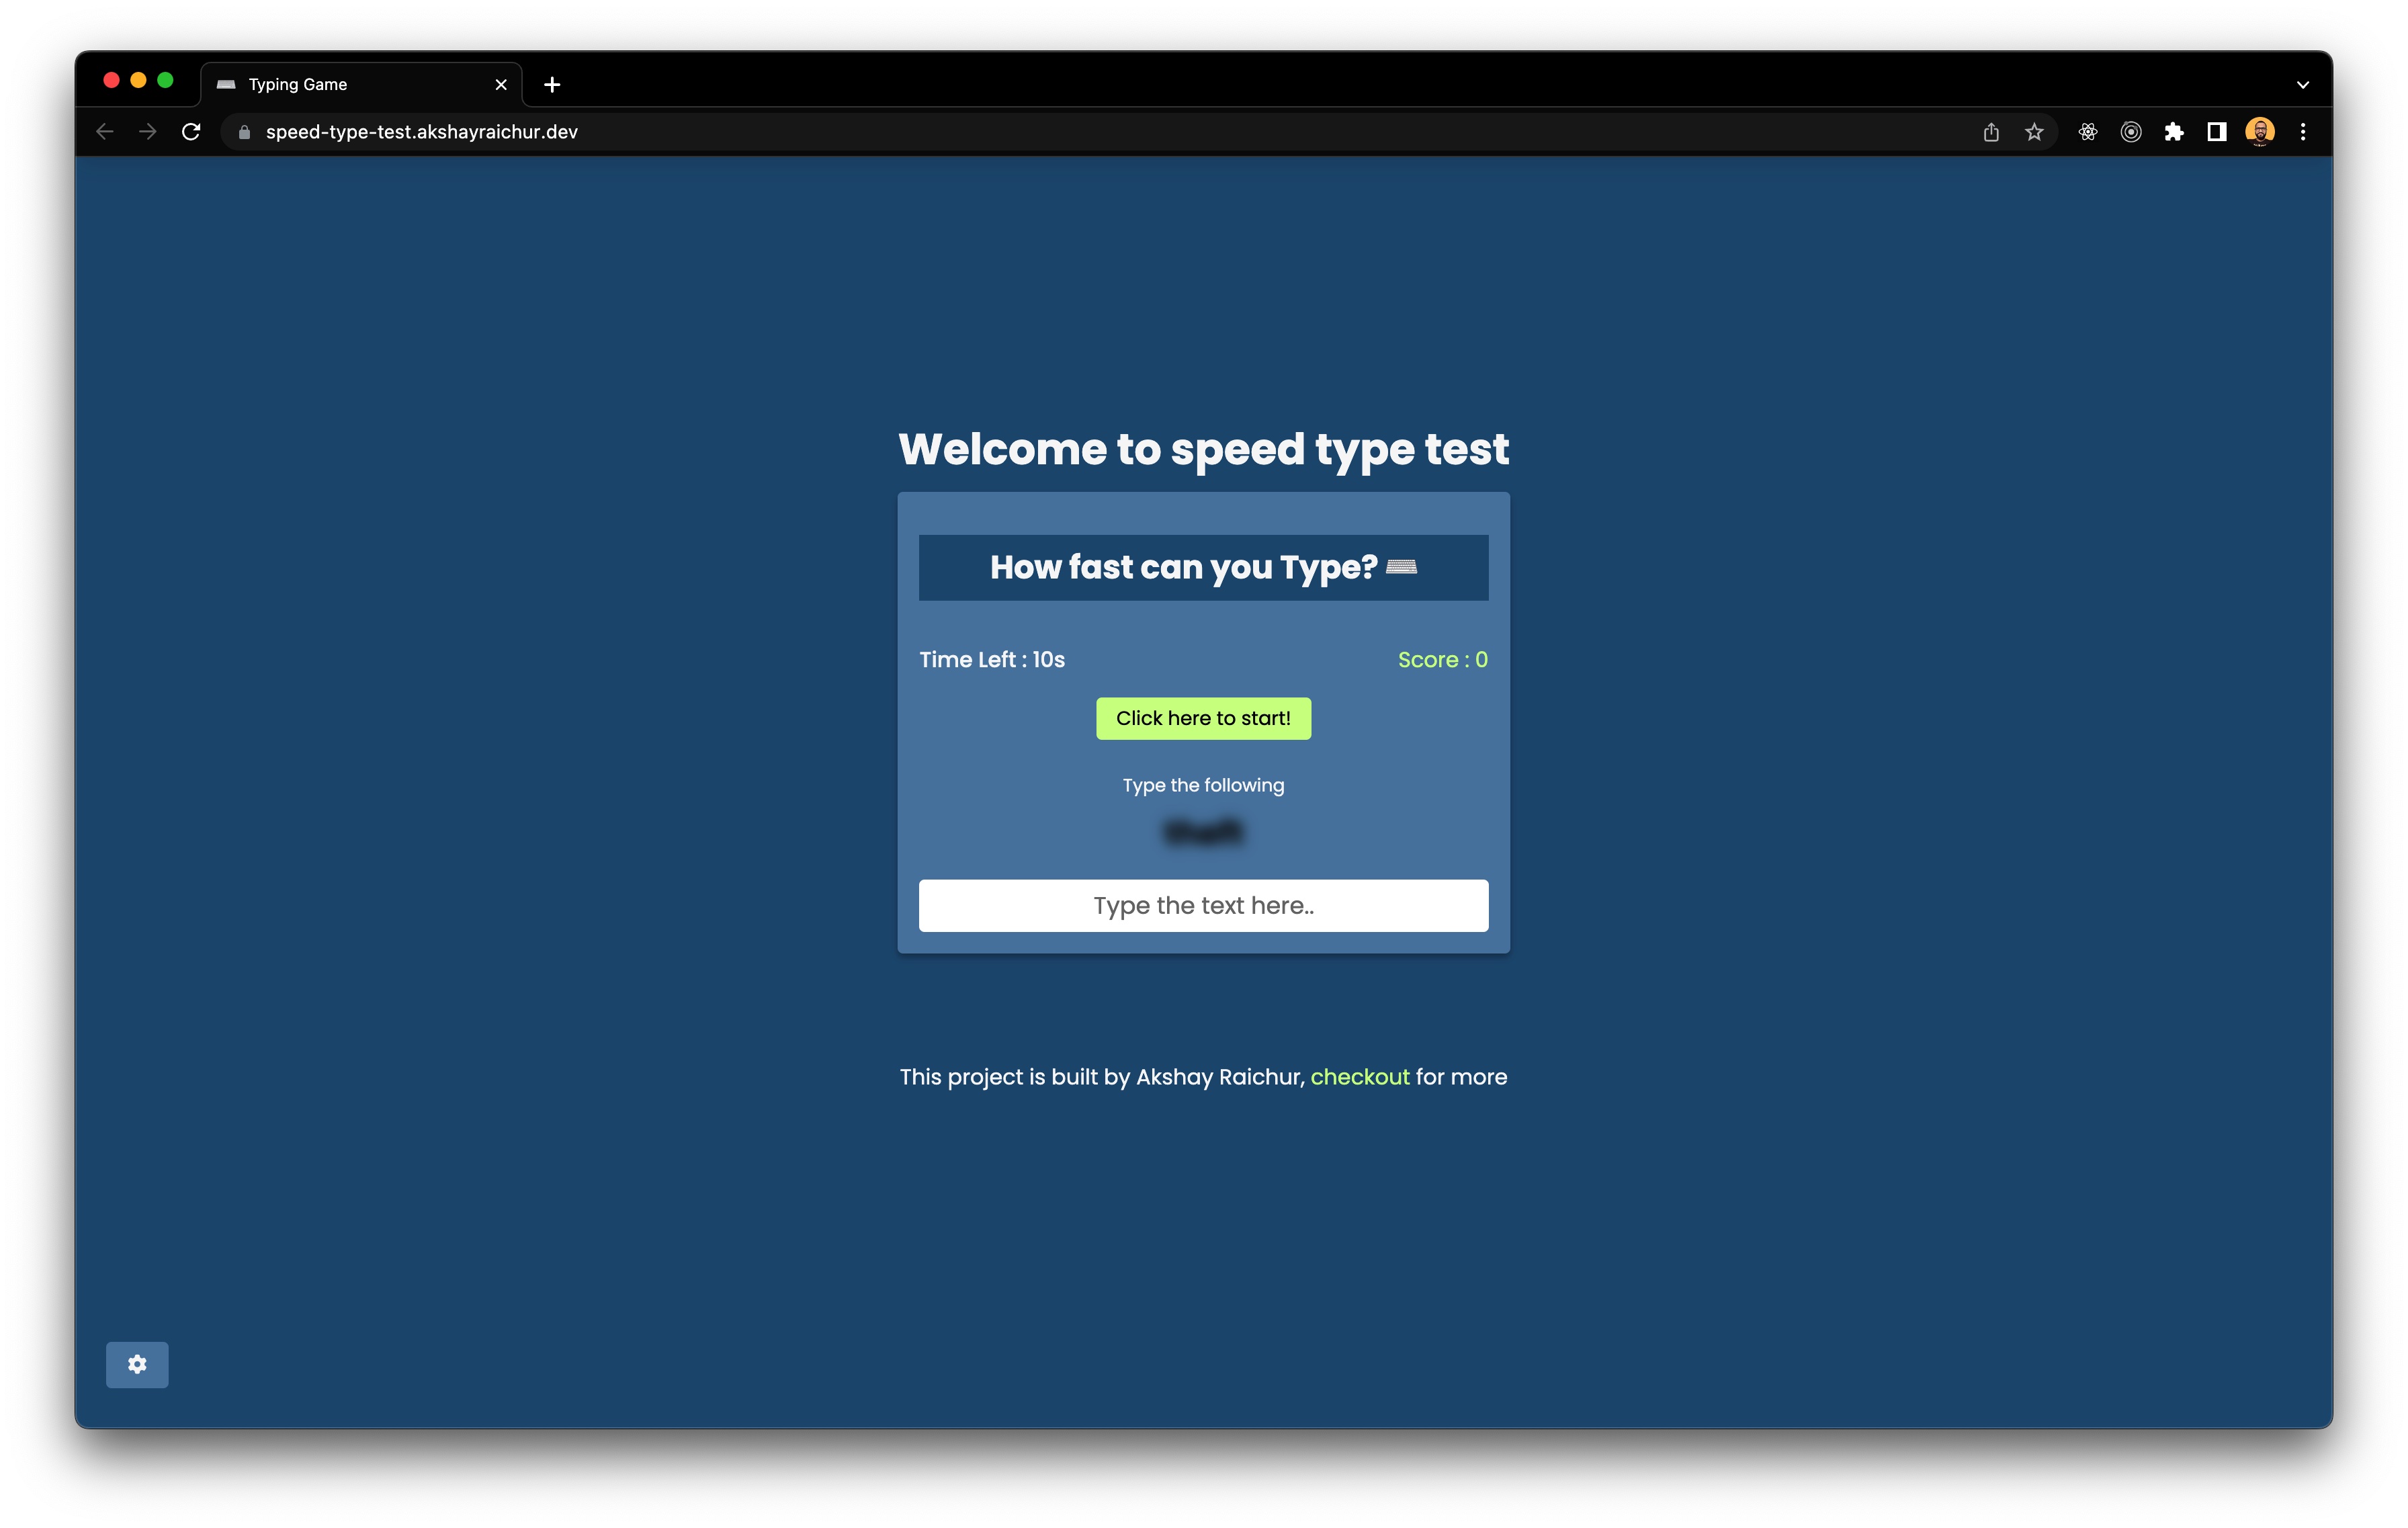 Typing Game
speed-type-test.akshayraichur.dev
Welcome to speed type test
How fast can you Type?
Time Left : 10s
Score : 0
Click here to start!
Type the following
Type the text here..
This project is built by Akshay Raichur, checkout for more